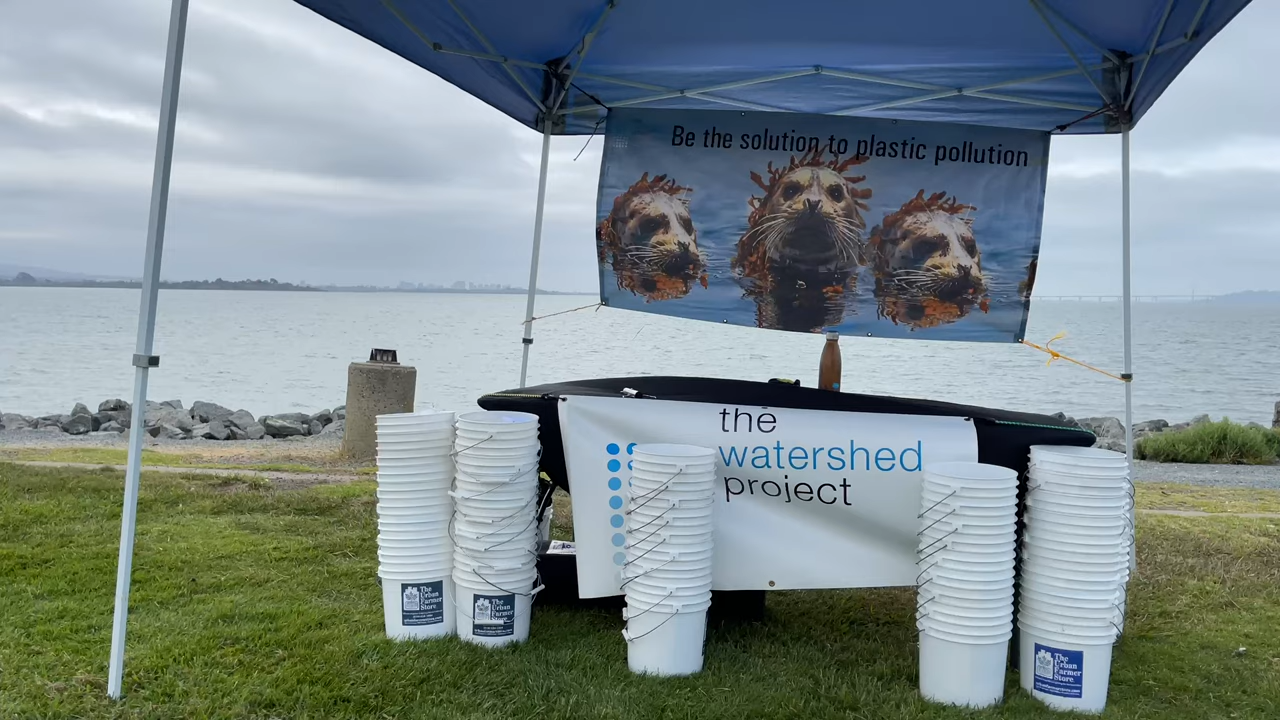 Be the solution to plastic pollution
the
watershed
project
The
Urban
Farmer
Store
The
Urban
Farmer
Store
The
Urban
Farmer
Store